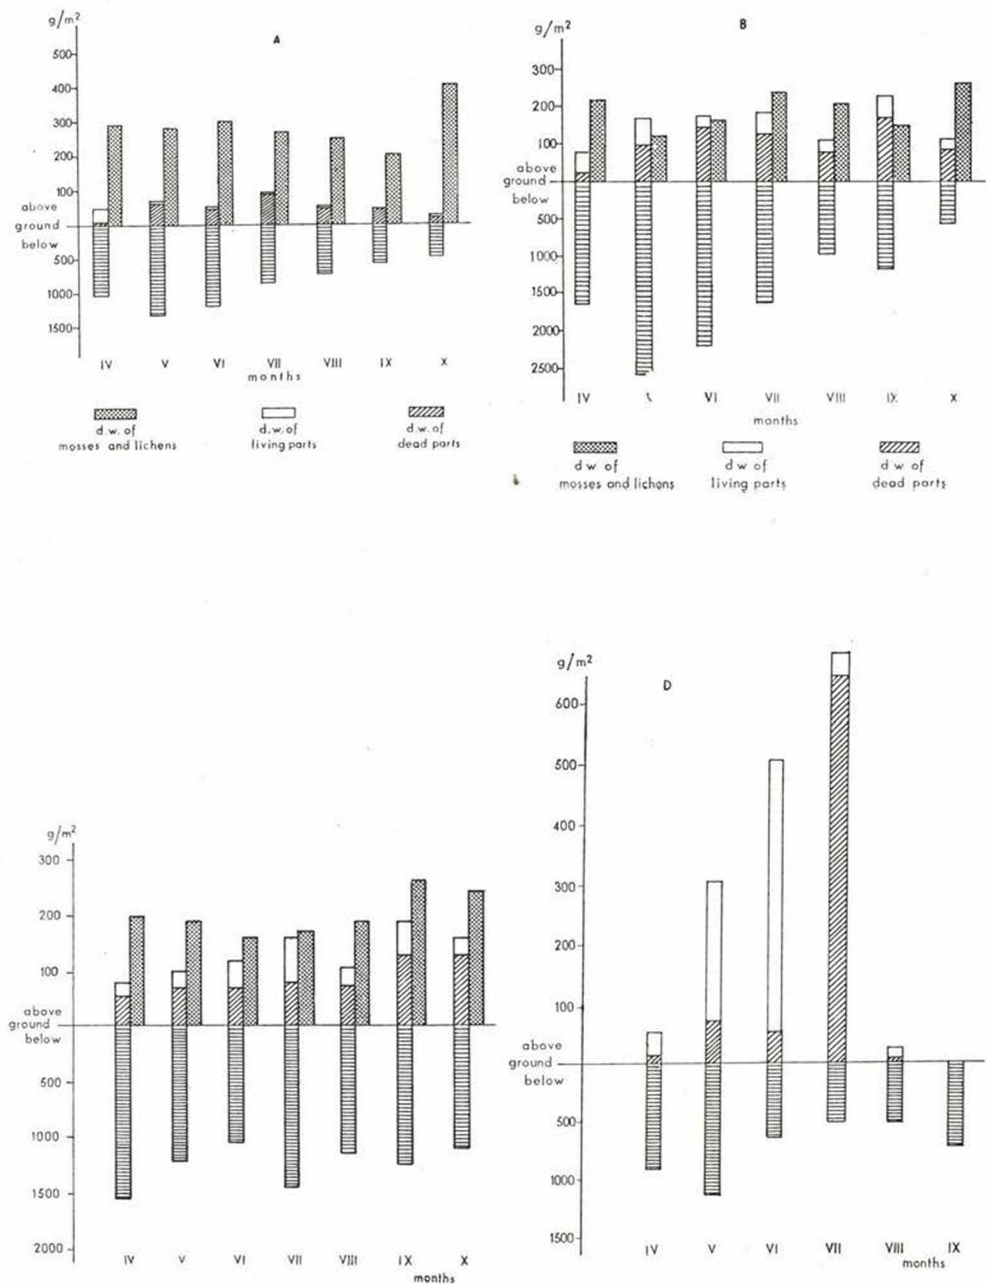 g/m²
A
500
400
300
200
100
above
ground
below
500
1000
1500
IV V VI VII VIII IX X
months
d.w. of
mosses and lichens
d.w. of
living parts
d.w. of
dead parts
g/m²
B
300
200
100
above
ground
below
500
1000
1500
2000
2500
IV VI VII VIII IX X
months
d w of
mosses and lichens
d w of
living parts
d w of
dead parts
g/m²
300
200
100
above
ground
below
500
1000
1500
2000
IV V VI VII VIII IX X
months
g/m²
D
600
500
400
300
200
100
above
ground
below
500
1000
1500
IV V VI VII VIII IX
months